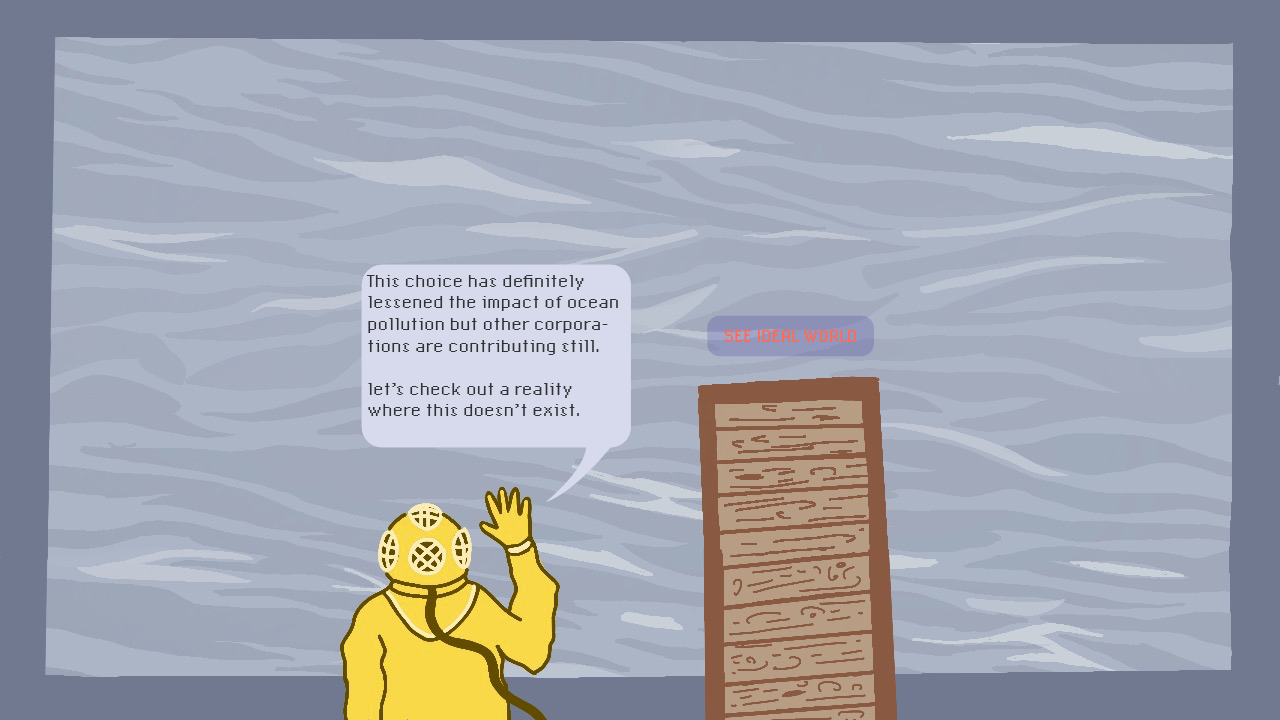 This choice has definitely
lessened the impact of ocean
pollution but other corpora-
tions are contributing still.
let's check out a reality
where this doesn't exist.
SEE IDEAL WORLD